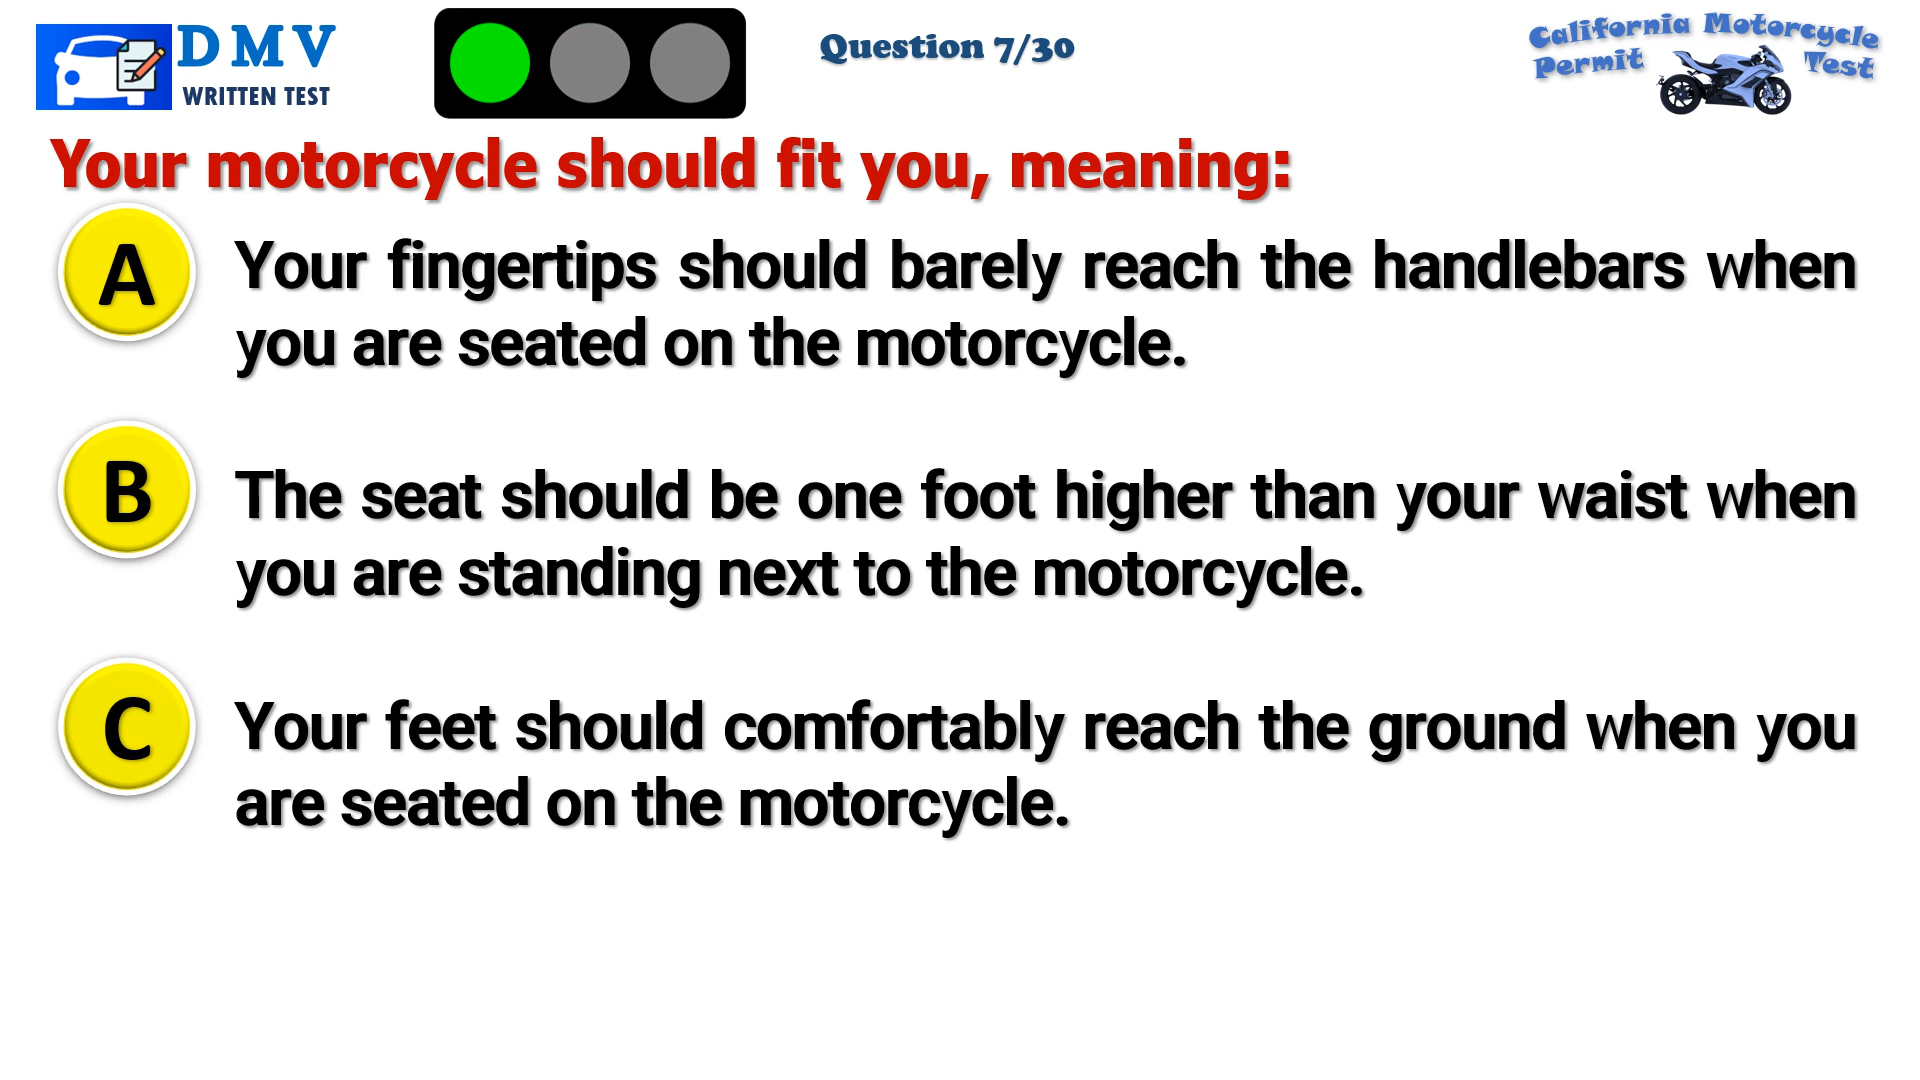 DMV
WRITTEN TEST
Question 7/30
California Motorcycle
Permit Test
Your motorcycle should fit you, meaning:
A
Your fingertips should barely reach the handlebars when
you are seated on the motorcycle.
B
The seat should be one foot higher than your waist when
you are standing next to the motorcycle.
C
Your feet should comfortably reach the ground when you
are seated on the motorcycle.